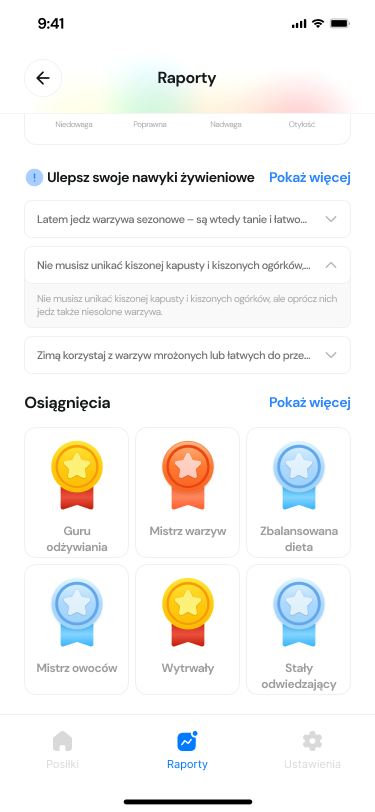 9:41
Raporty
Niedowaga Poprawna Nadwaga Otyłość
! Ulepsz swoje nawyki żywieniowe Pokaż więcej
Latem jedz warzywa sezonowe – są wtedy tanie i łatwo...
Nie musisz unikać kiszonej kapusty i kiszonych ogórków,...
Nie musisz unikać kiszonej kapusty i kiszonych ogórków, ale oprócz nich
jedz także niesolone warzywa.
Zimą korzystaj z warzyw mrożonych lub łatwych do prze...
Osiągnięcia Pokaż więcej
Guru
odżywiania
Mistrz warzyw
Zbalansowana
dieta
Mistrz owoców
Wytrwały
Stały
odwiedzający
Posiłki Raporty Ustawienia